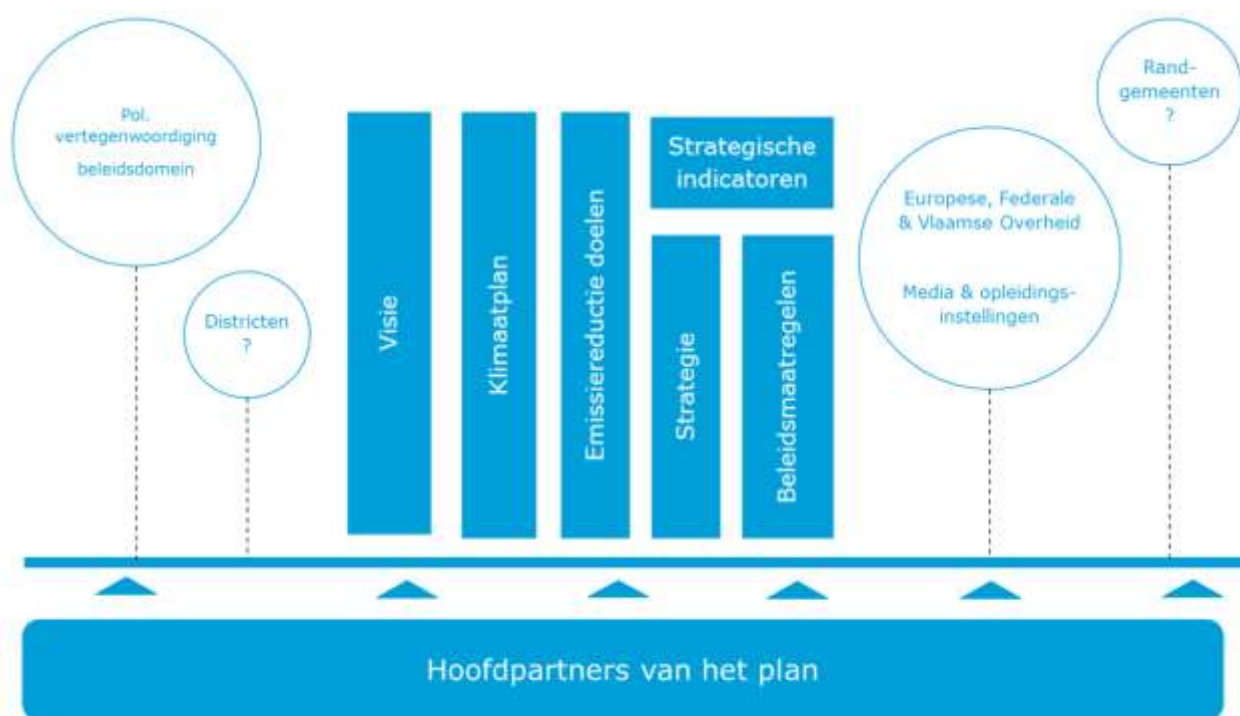 Pol.
vertegenwoordiging
beleidsdomein
Districten
?
Visie
Klimaatplan
Emissiereductie doelen
Strategische
indicatoren
Strategie
Beleidsmaatregelen
Europese, Federale
& Vlaamse Overheid
Media & opleidings-
instellingen
Rand-
gemeenten
?
Hoofdpartners van het plan